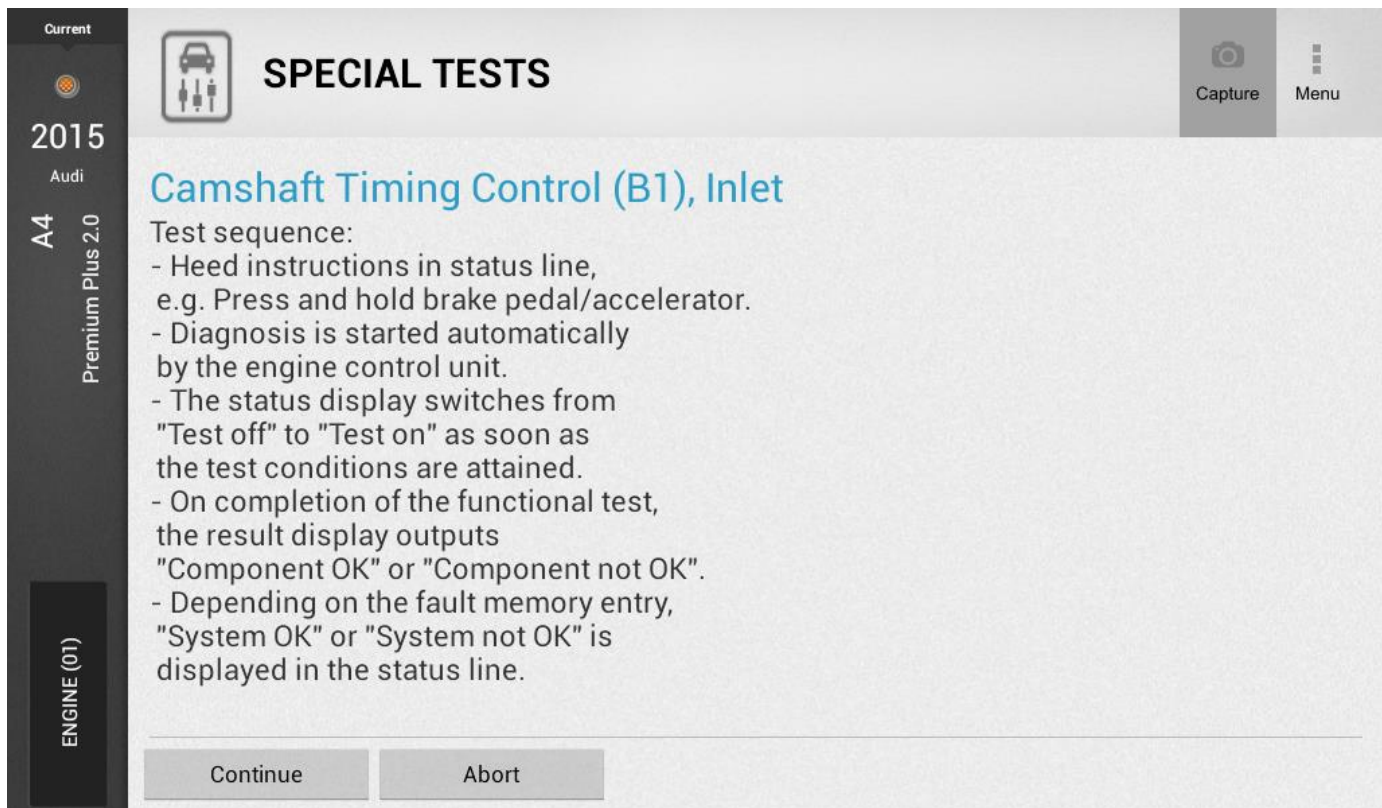 Current
2015
Audi
A4
Premium Plus 2.0
ENGINE (01)
SPECIAL TESTS
Capture
Menu
Camshaft Timing Control (B1), Inlet
Test sequence:
- Heed instructions in status line,
e.g. Press and hold brake pedal/accelerator.
- Diagnosis is started automatically
by the engine control unit.
- The status display switches from
"Test off" to "Test on" as soon as
the test conditions are attained.
- On completion of the functional test,
the result display outputs
"Component OK" or "Component not OK".
- Depending on the fault memory entry,
"System OK" or "System not OK" is
displayed in the status line.
Continue
Abort